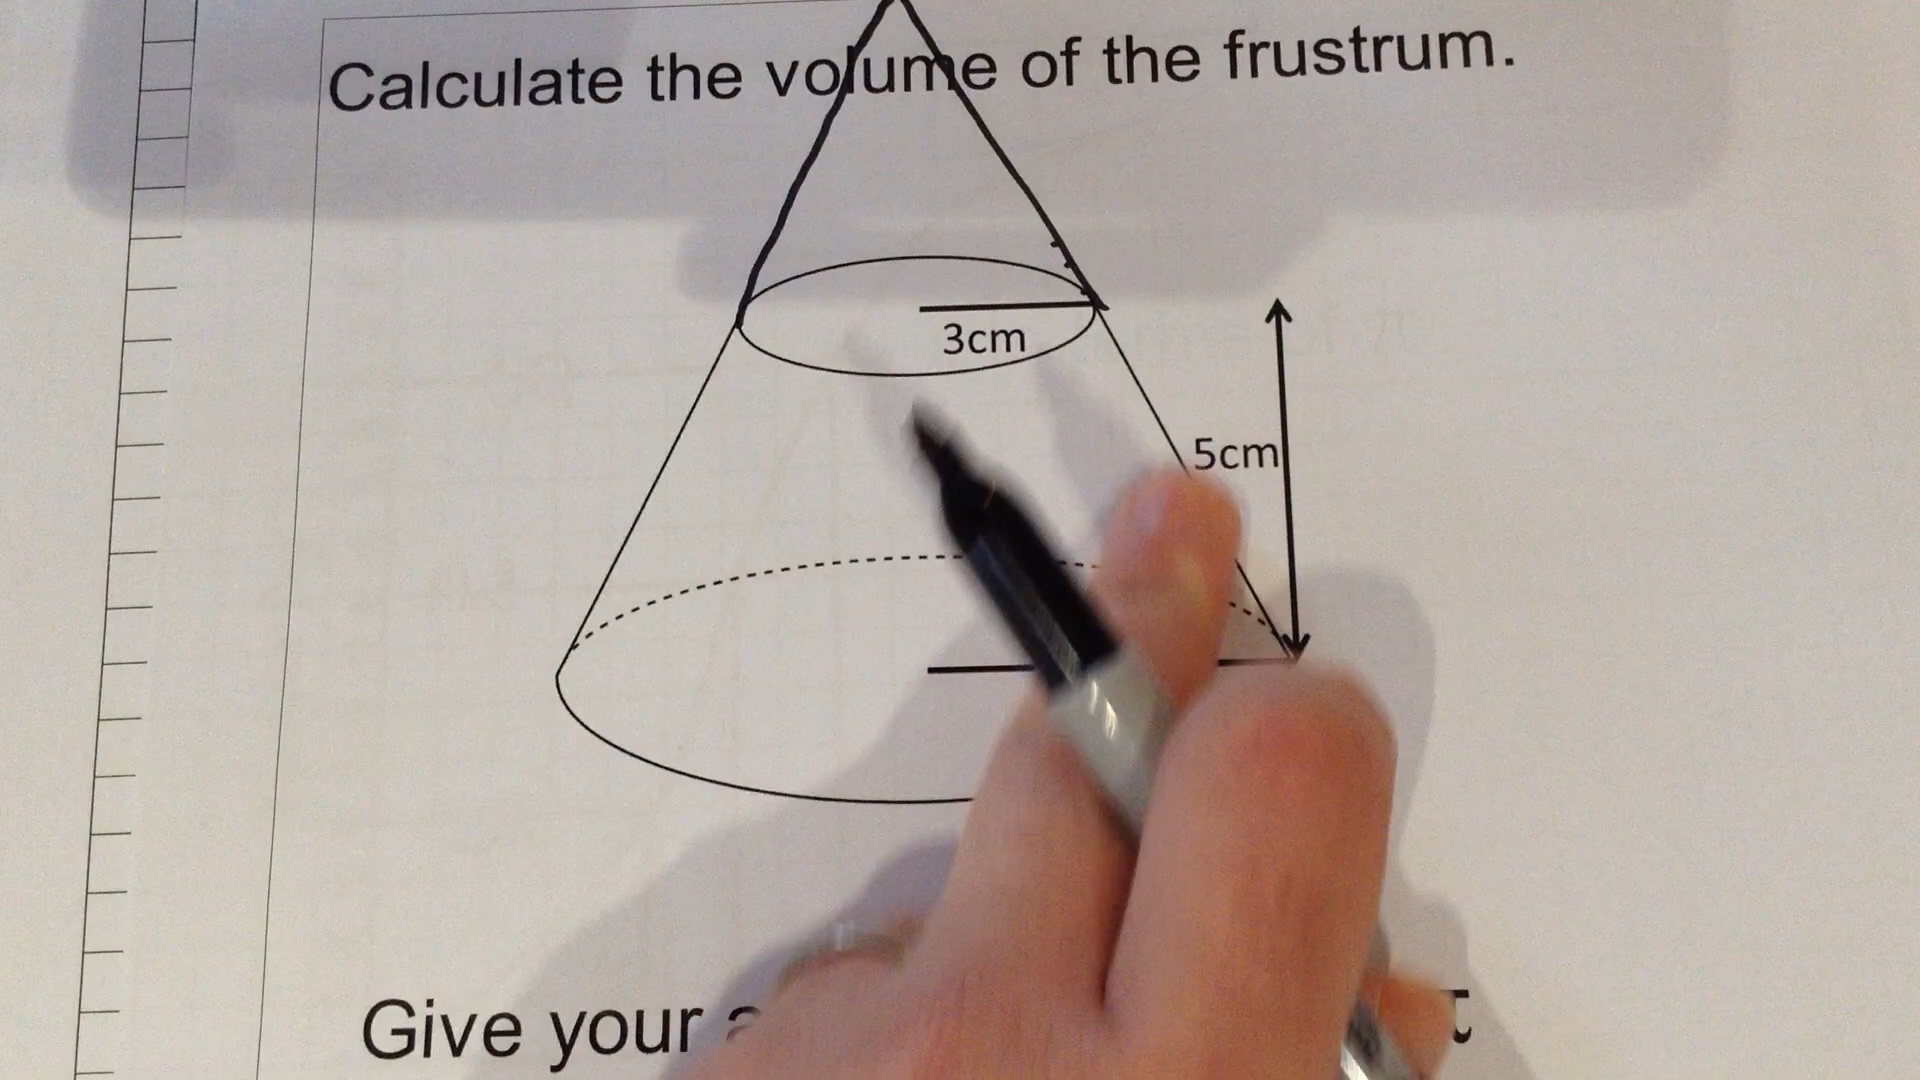 Calculate the volume of the frustrum.
3cm
5cm
Give your